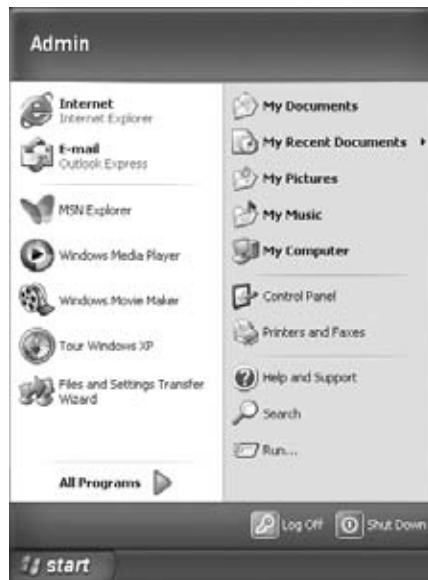 Admin
Internet
Internet Explorer
E-mail
Outlook Express
MSN Explorer
Windows Media Player
Windows Movie Maker
Tour Windows XP
Files and Settings Transfer
Wizard
All Programs
My Documents
My Recent Documents
My Pictures
My Music
My Computer
Control Panel
Printers and Faxes
Help and Support
Search
Run...
Log Off
Shut Down
start